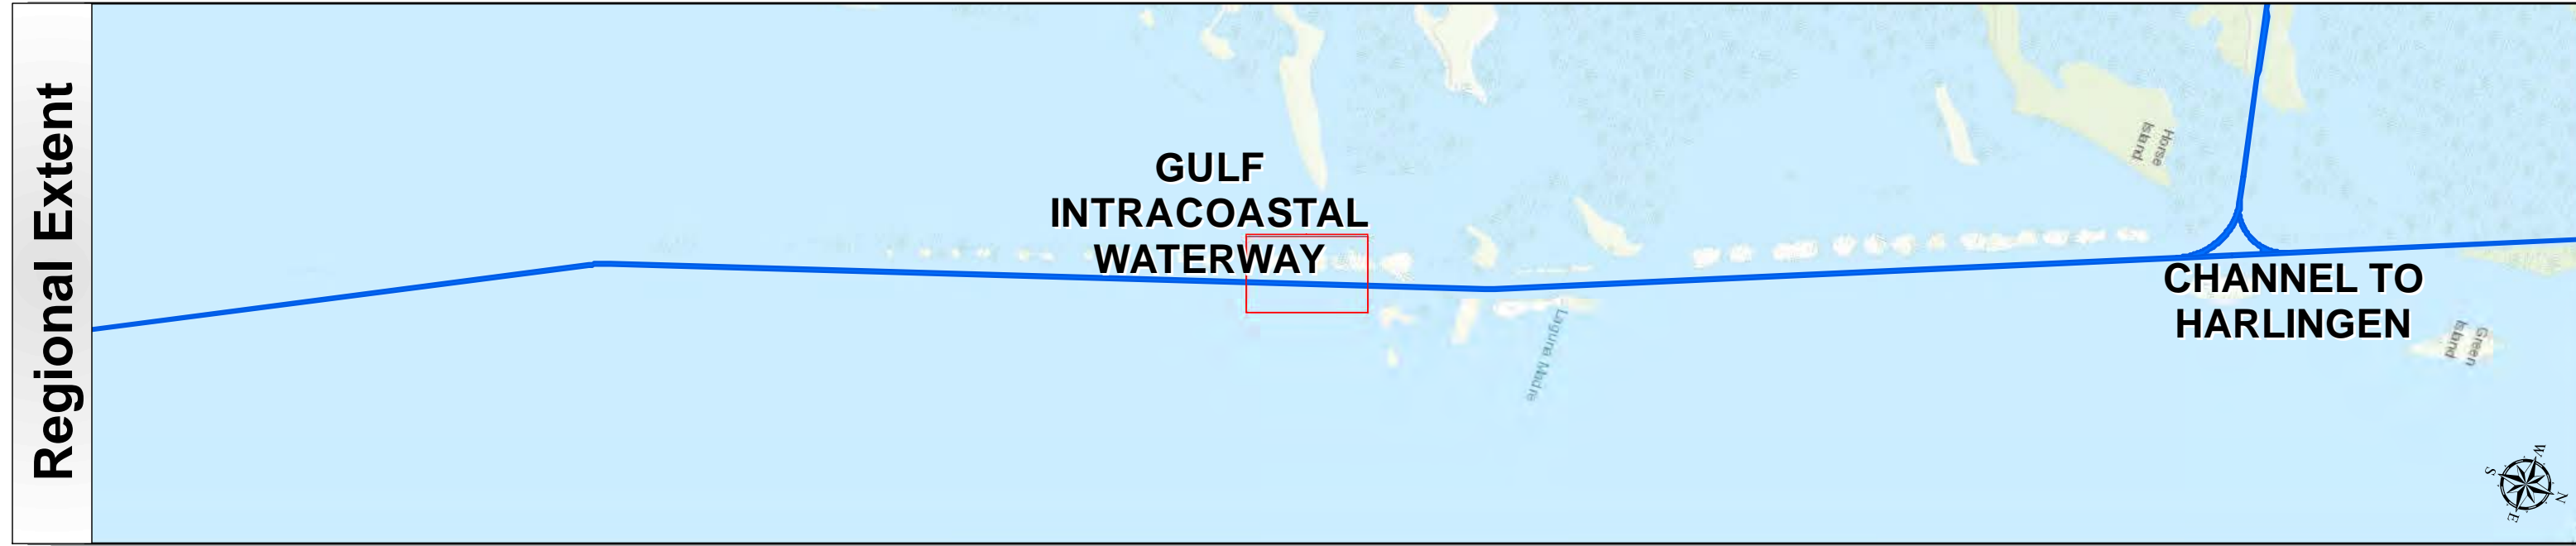 Regional Extent
GULF
INTRACOASTAL
WATERWAY
Horse
Island
CHANNEL TO
HARLINGEN
Green
Island
Laguna Madre
W
S
N
E